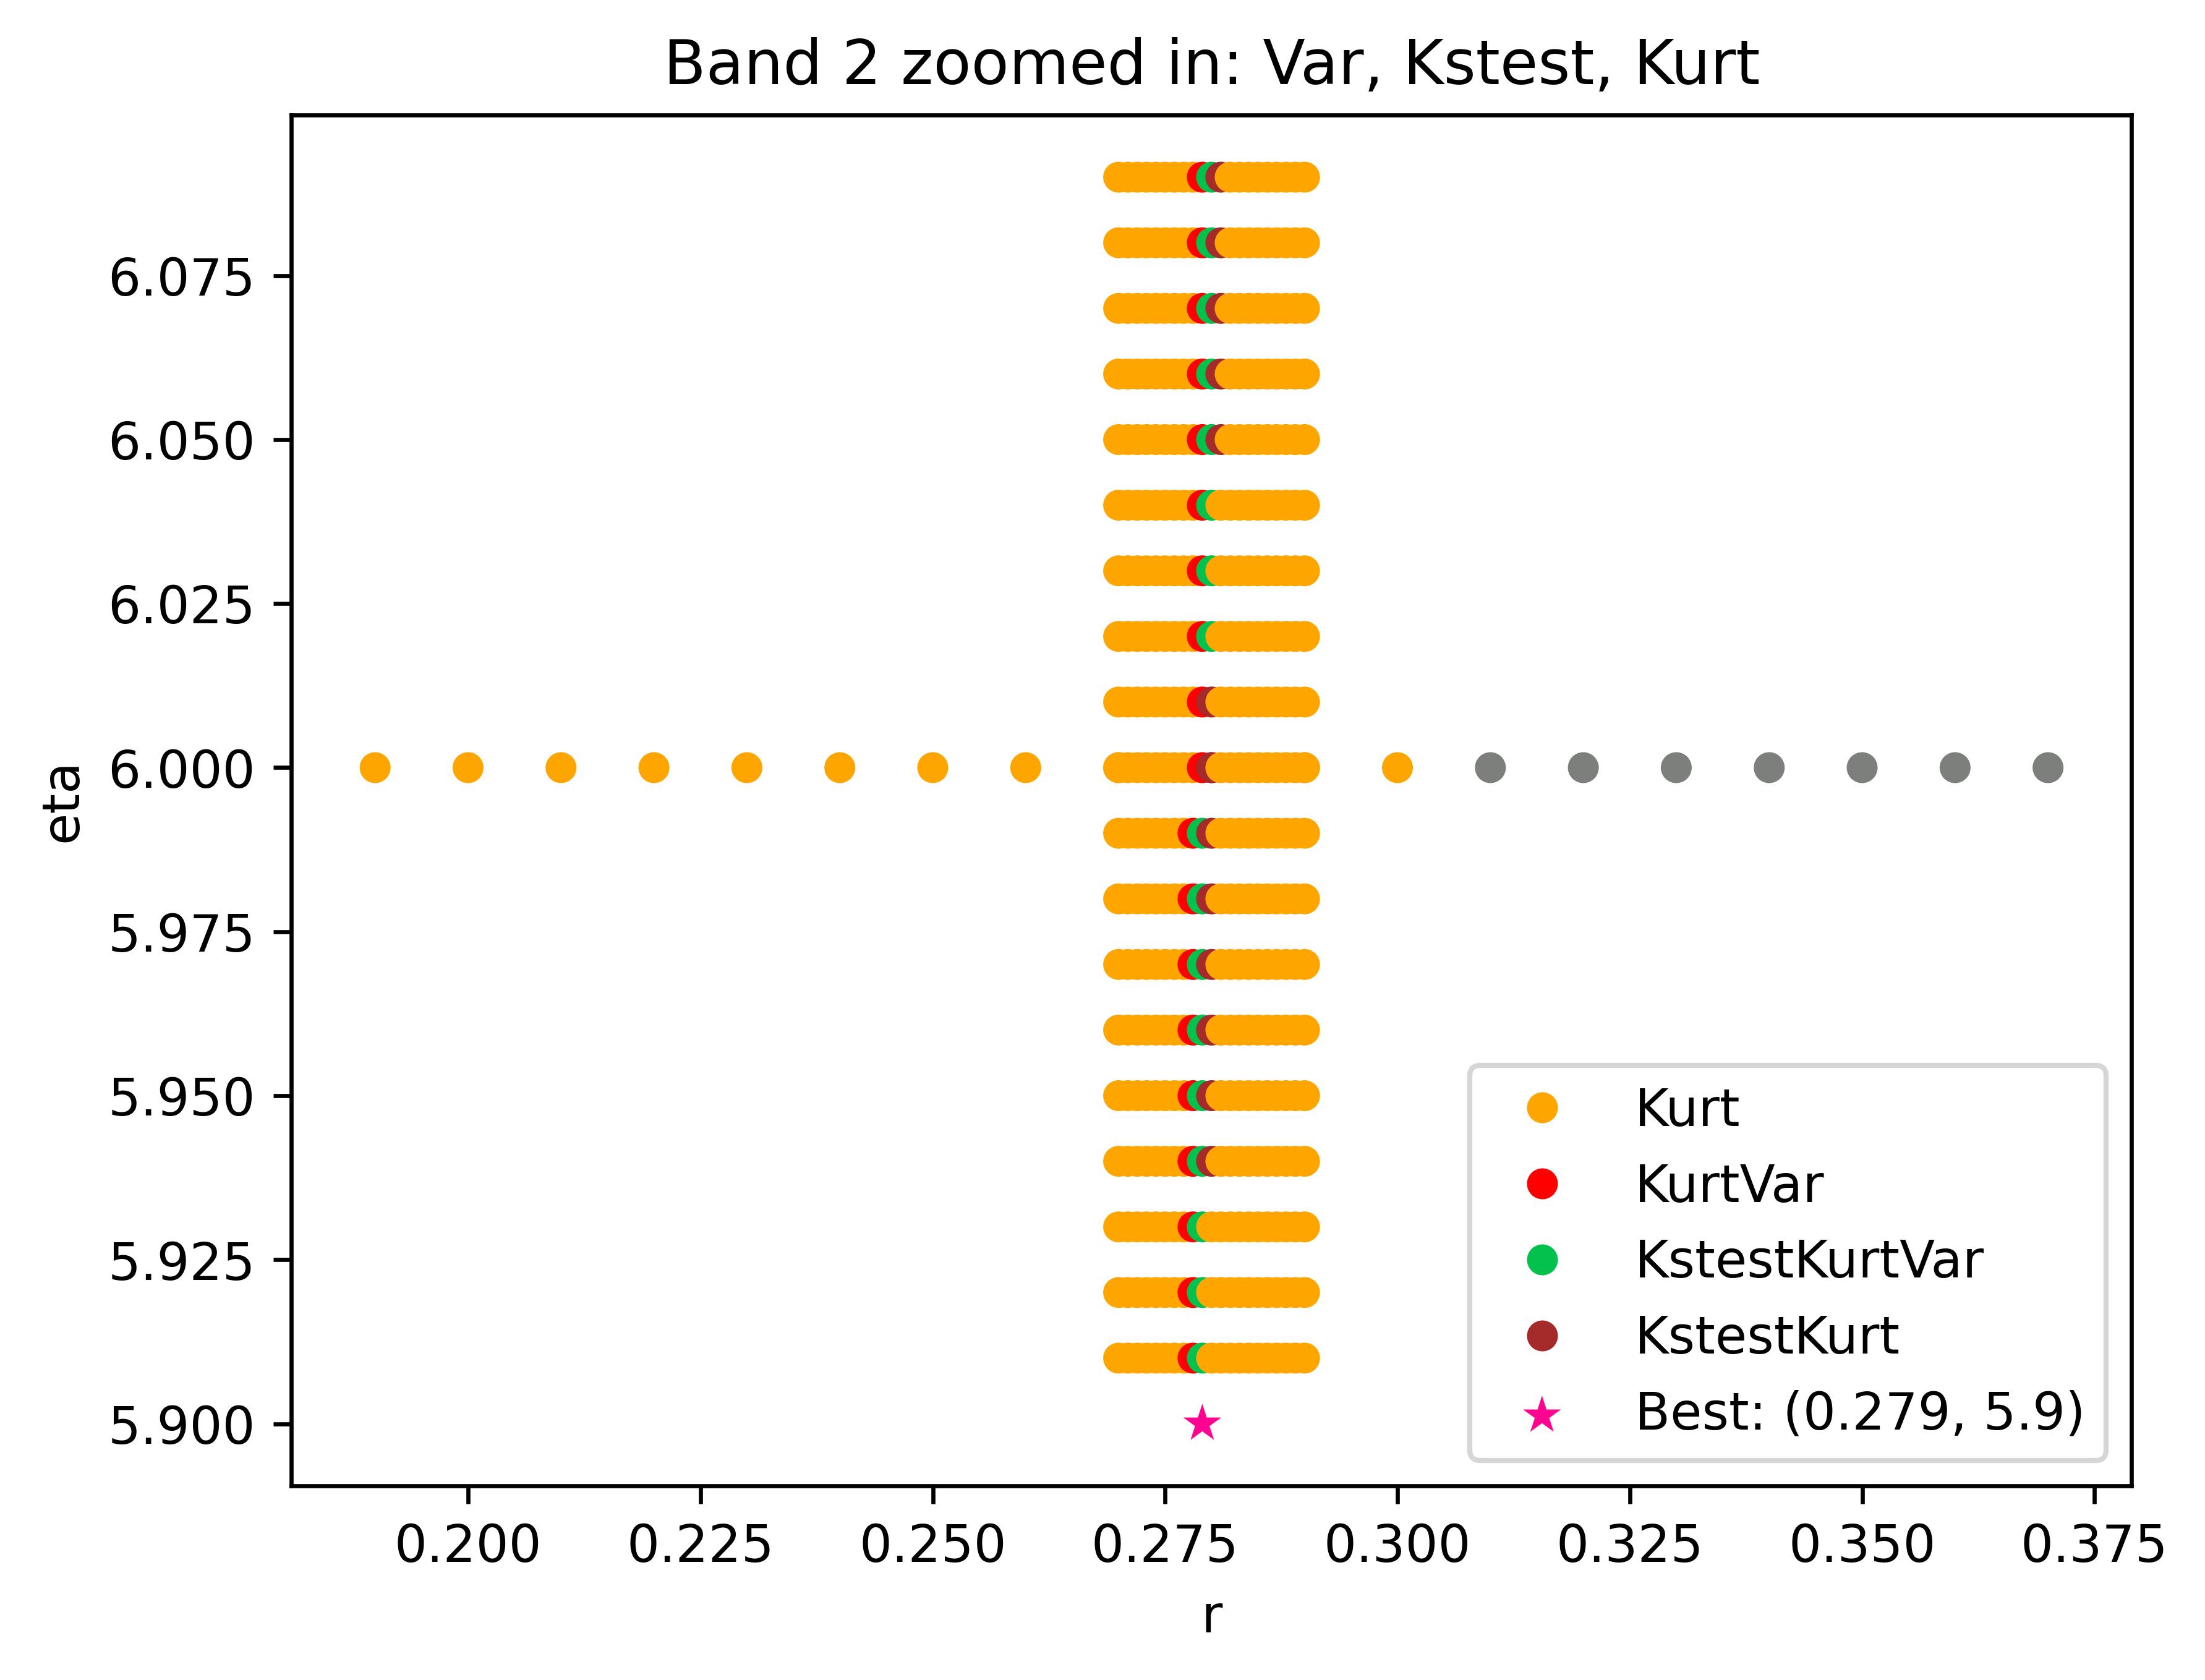 Band 2 zoomed in: Var, Kstest, Kurt
eta
6.075
6.050
6.025
6.000
5.975
5.950
5.925
5.900
Kurt
KurtVar
KstestKurtVar
KstestKurt
Best: (0.279, 5.9)
0.200 0.225 0.250 0.275 0.300 0.325 0.350 0.375
r